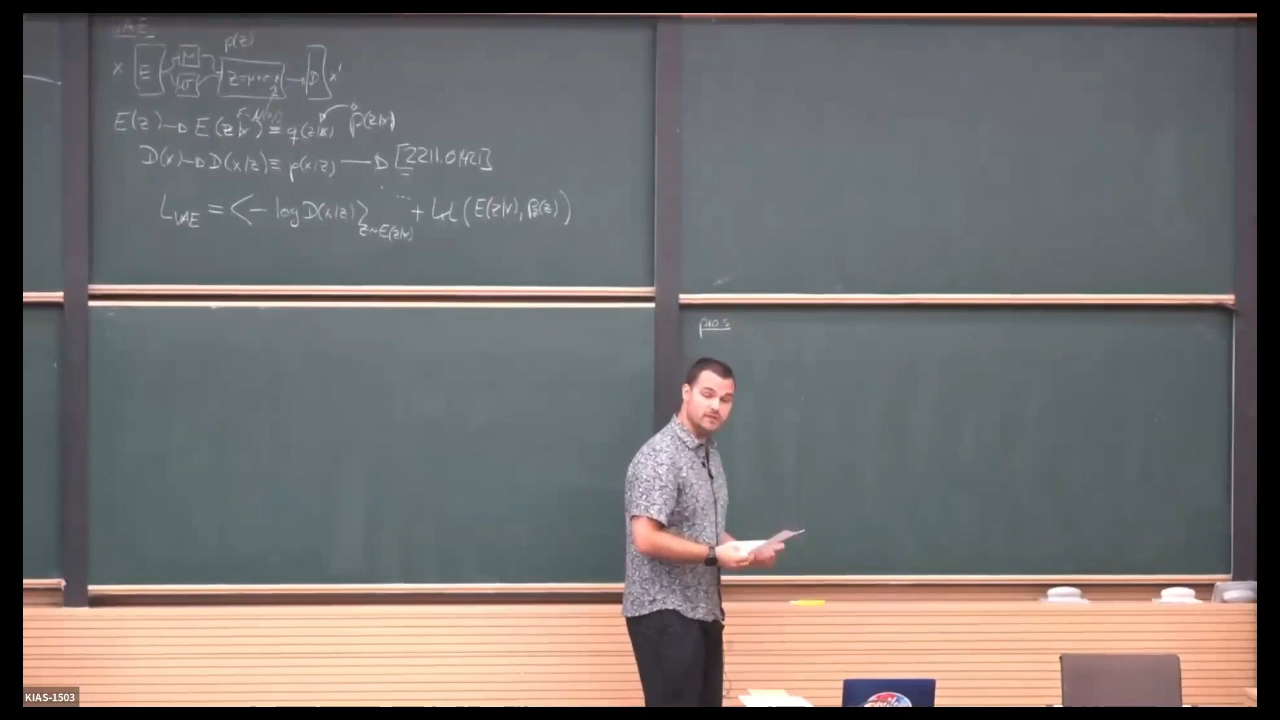 VAE
p(z)
x E μ σ z=μ+σ D x'
E(z) → E(z|x) ≡ q(z|x) p(z|x)
D(x) → D(x|z) ≡ p(x|z) → [2211.01421]
L_VAE = < - log D(x|z) >_{z~E(z|x)} + KL ( E(z|x), p(z) )
pros
KIAS-1503